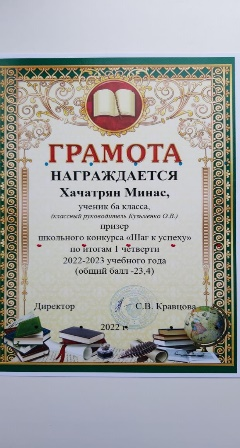 ГРАМОТА
НАГРАЖДАЕТСЯ
Хачатрян Минас,
ученик 6а класса,
(классный руководитель Кузьменко О.В.)
призер
школьного конкурса «Шаг к успеху»
по итогам 1 четверти
2022-2023 учебного года
(общий балл -23,4)
Директор С.В. Кравцова
2022 г.